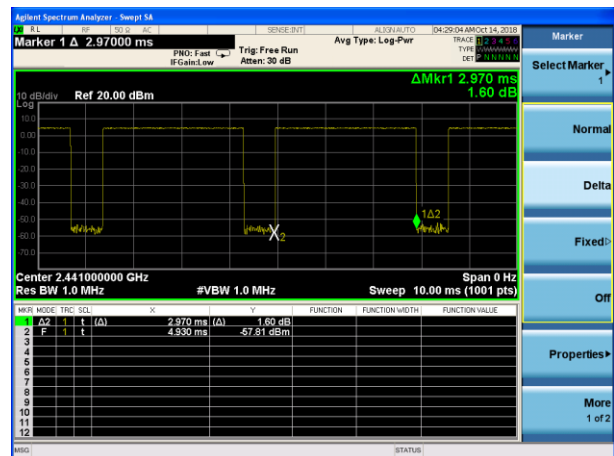 Agilent Spectrum Analyzer - Swept SA
RL RF 50 Ω AC SENSE:INT ALIGNAUTO 04:29:04 AM Oct 14, 2018
Marker 1 Δ 2.97000 ms
PNO: Fast
IFGain:Low
Trig: Free Run
Atten: 30 dB
Avg Type: Log-Pwr
TRACE 1 2 3 4 5 6
TYPE
DET P N N N N N
ΔMkr1 2.970 ms
1.60 dB
10 dB/div Ref 20.00 dBm
Log
10.0
0.00
-10.0
-20.0
-30.0
-40.0
-50.0
-60.0
-70.0
1Δ2
2
Center 2.441000000 GHz Span 0 Hz
Res BW 1.0 MHz #VBW 1.0 MHz Sweep 10.00 ms (1001 pts)
MKR MODE TRC SCL X Y FUNCTION FUNCTION WIDTH FUNCTION VALUE
1 Δ2 1 t (Δ) 2.970 ms (Δ) 1.60 dB
2 F 1 t 4.930 ms -57.81 dBm
3
4
5
6
7
8
9
10
11
12
MSG STATUS
Marker
Select Marker
1
Normal
Delta
Fixed
Off
Properties
More
1 of 2